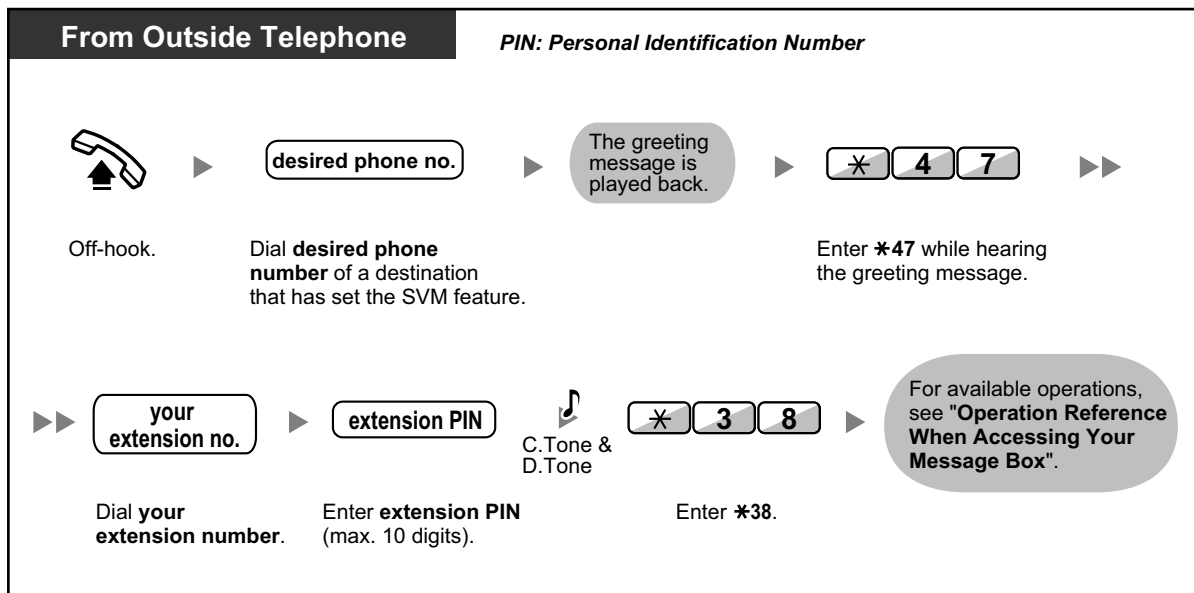 From Outside Telephone
PIN: Personal Identification Number
desired phone no.
The greeting
message is
played back.
* 4 7
Off-hook.
Dial desired phone
number of a destination
that has set the SVM feature.
Enter *47 while hearing
the greeting message.
your
extension no.
extension PIN
C.Tone &
D.Tone
* 3 8
For available operations,
see "Operation Reference
When Accessing Your
Message Box".
Dial your
extension number.
Enter extension PIN
(max. 10 digits).
Enter *38.